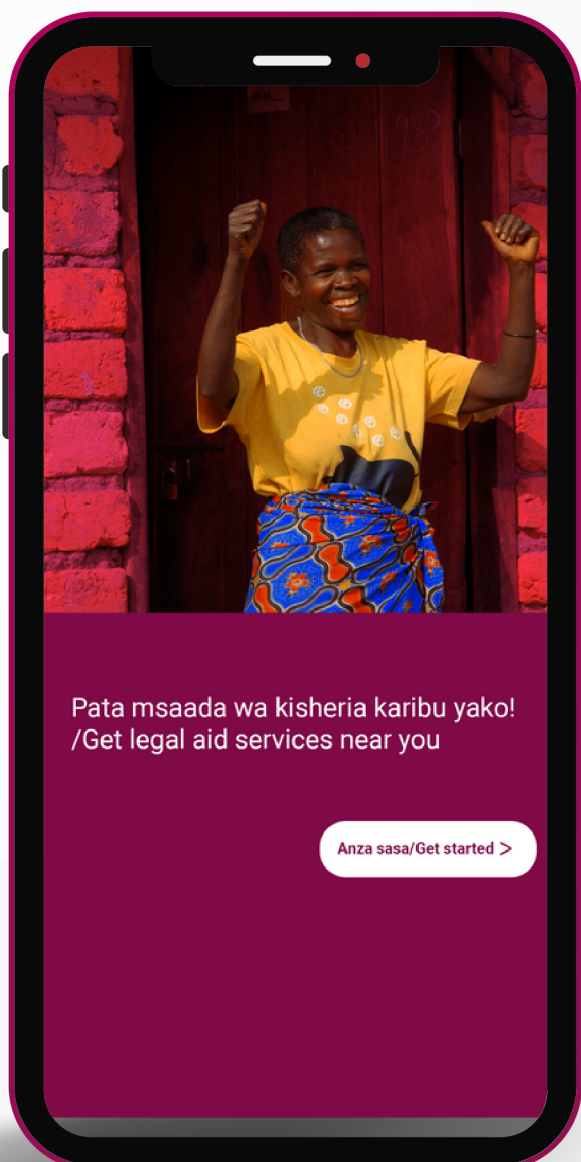 Pata msaada wa kisheria karibu yako!
/Get legal aid services near you
Anza sasa/Get started >